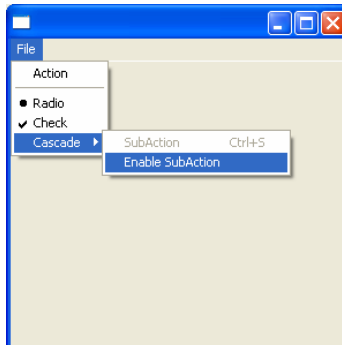 File
Action
Radio
Check
Cascade
SubAction Ctrl+S
Enable SubAction